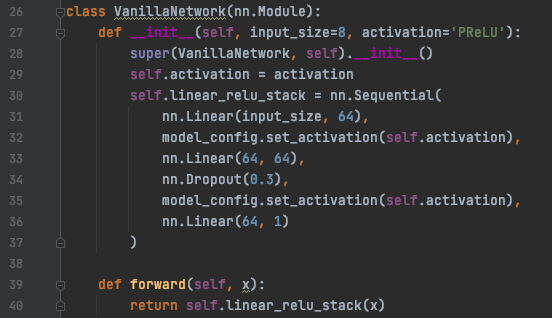 26 class VanillaNetwork(nn.Module):
27     def __init__(self, input_size=8, activation='PReLU'):
28         super(VanillaNetwork, self).__init__()
29         self.activation = activation
30         self.linear_relu_stack = nn.Sequential(
31             nn.Linear(input_size, 64),
32             model_config.set_activation(self.activation),
33             nn.Linear(64, 64),
34             nn.Dropout(0.3),
35             model_config.set_activation(self.activation),
36             nn.Linear(64, 1)
37         )
38
39     def forward(self, x):
40         return self.linear_relu_stack(x)